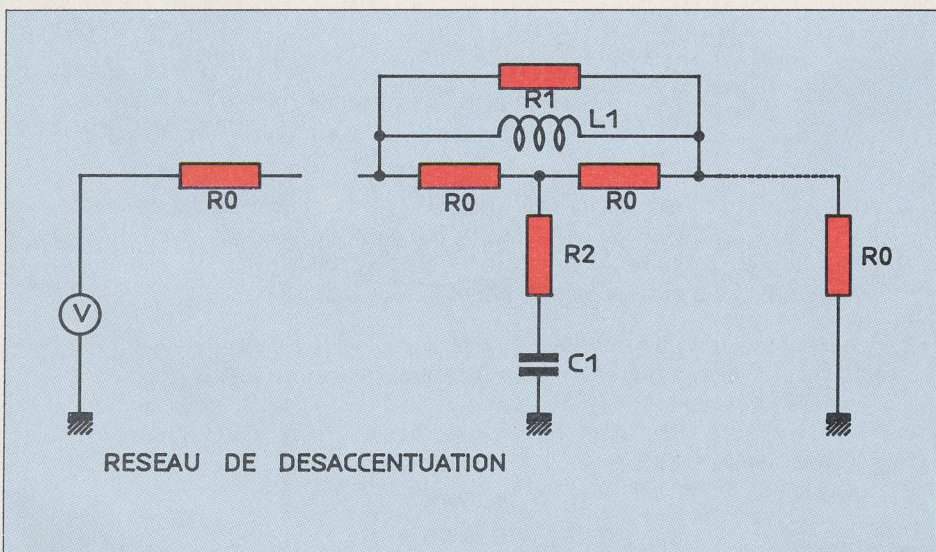 R1
L1
R0
R0
R0
R2
R0
V
C1
RESEAU DE DESACCENTUATION